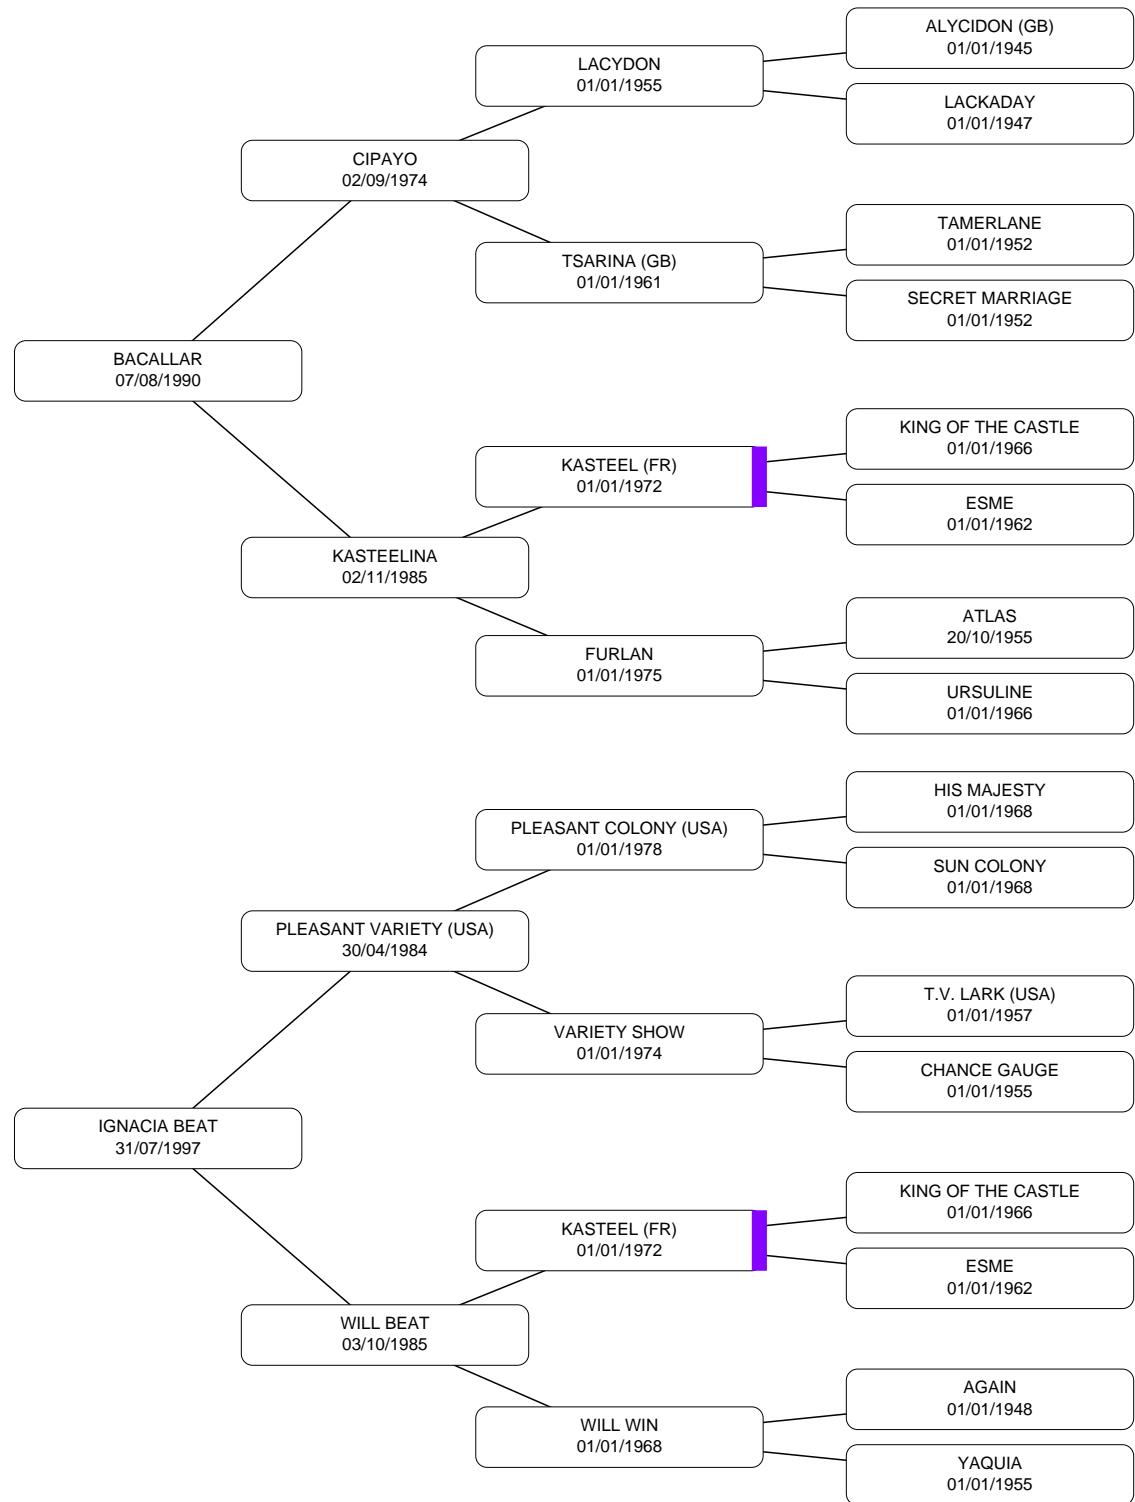 ALYCIDON (GB)
01/01/1945
LACYDON
01/01/1955
LACKADAY
01/01/1947
CIPAYO
02/09/1974
TAMERLANE
01/01/1952
TSARINA (GB)
01/01/1961
SECRET MARRIAGE
01/01/1952
BACALLAR
07/08/1990
KING OF THE CASTLE
01/01/1966
KASTEEL (FR)
01/01/1972
ESME
01/01/1962
KASTEELINA
02/11/1985
ATLAS
20/10/1955
FURLAN
01/01/1975
URSULINE
01/01/1966
HIS MAJESTY
01/01/1968
PLEASANT COLONY (USA)
01/01/1978
SUN COLONY
01/01/1968
PLEASANT VARIETY (USA)
30/04/1984
T.V. LARK (USA)
01/01/1957
VARIETY SHOW
01/01/1974
CHANCE GAUGE
01/01/1955
IGNACIA BEAT
31/07/1997
KING OF THE CASTLE
01/01/1966
KASTEEL (FR)
01/01/1972
ESME
01/01/1962
WILL BEAT
03/10/1985
AGAIN
01/01/1948
WILL WIN
01/01/1968
YAQUIA
01/01/1955